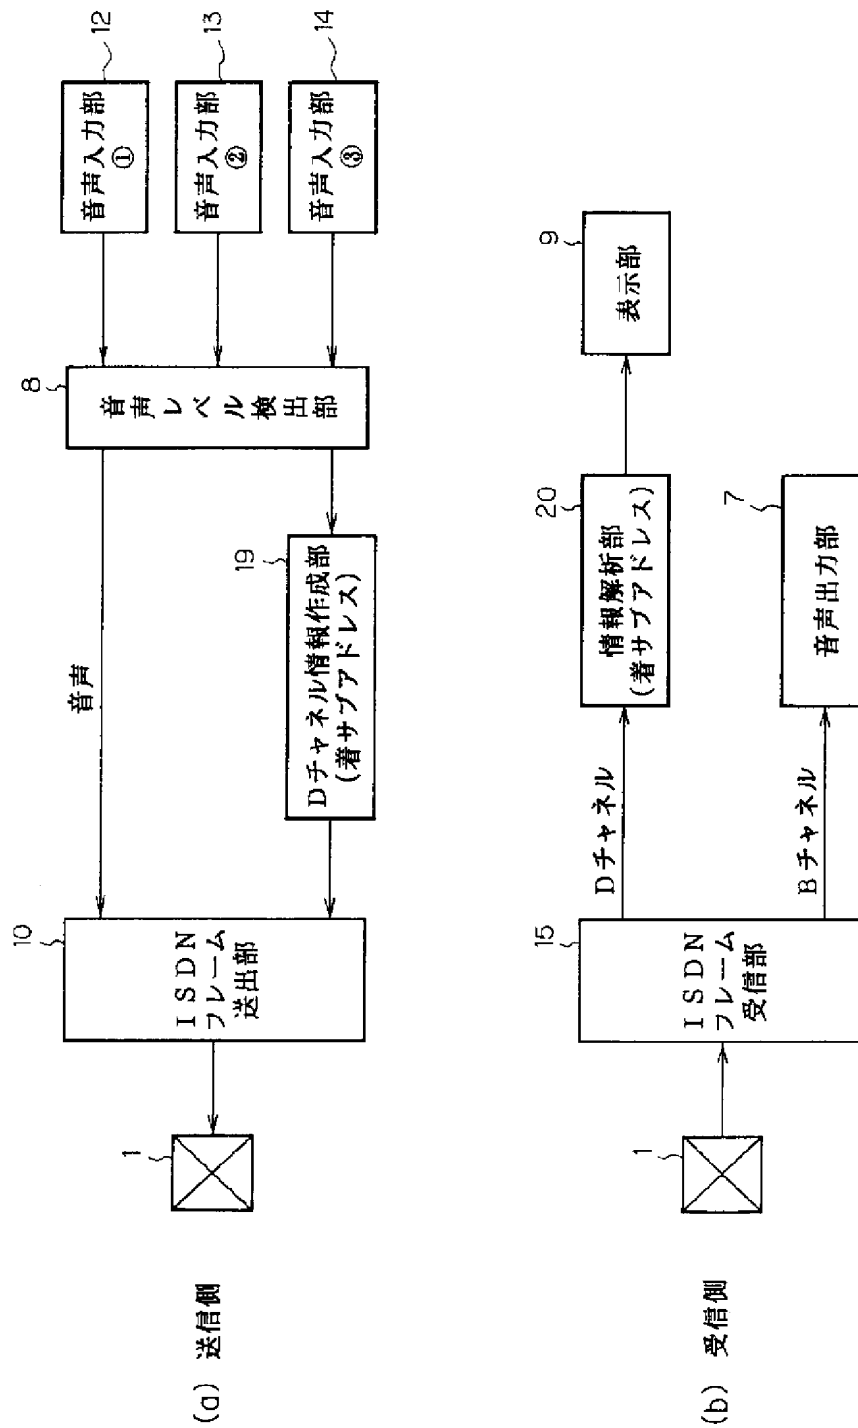 (a) 送信側
1
10
ISDN
フレーム
送出部
音声
19
Dチャネル情報作成部
(着サブアドレス)
8
音声レベル検出部
12
音声入力部
①
13
音声入力部
②
14
音声入力部
③
(b) 受信側
1
15
ISDN
フレーム
受信部
Dチャネル
Bチャネル
20
情報解析部
(着サブアドレス)
9
表示部
7
音声出力部